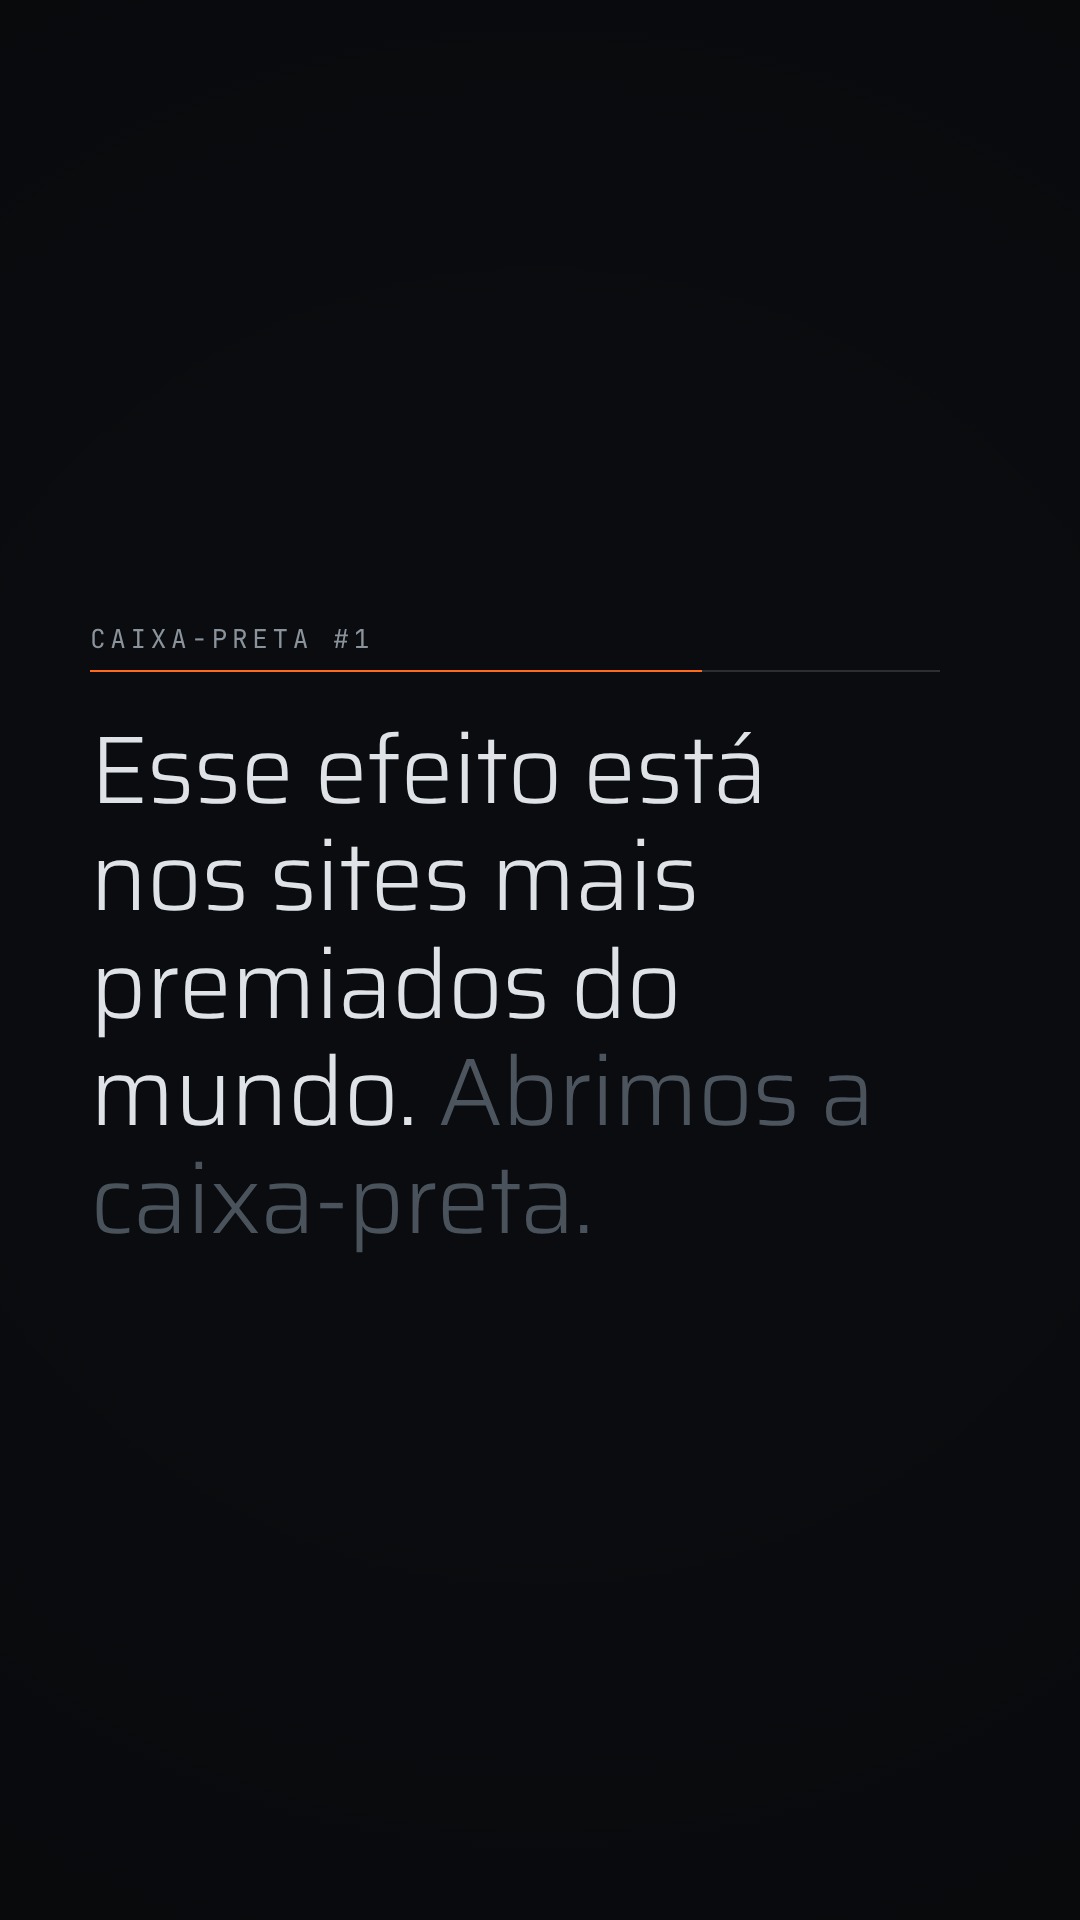 CAIXA-PRETA #1
Esse efeito está
nos sites mais
premiados do
mundo. Abrimos a
caixa-preta.